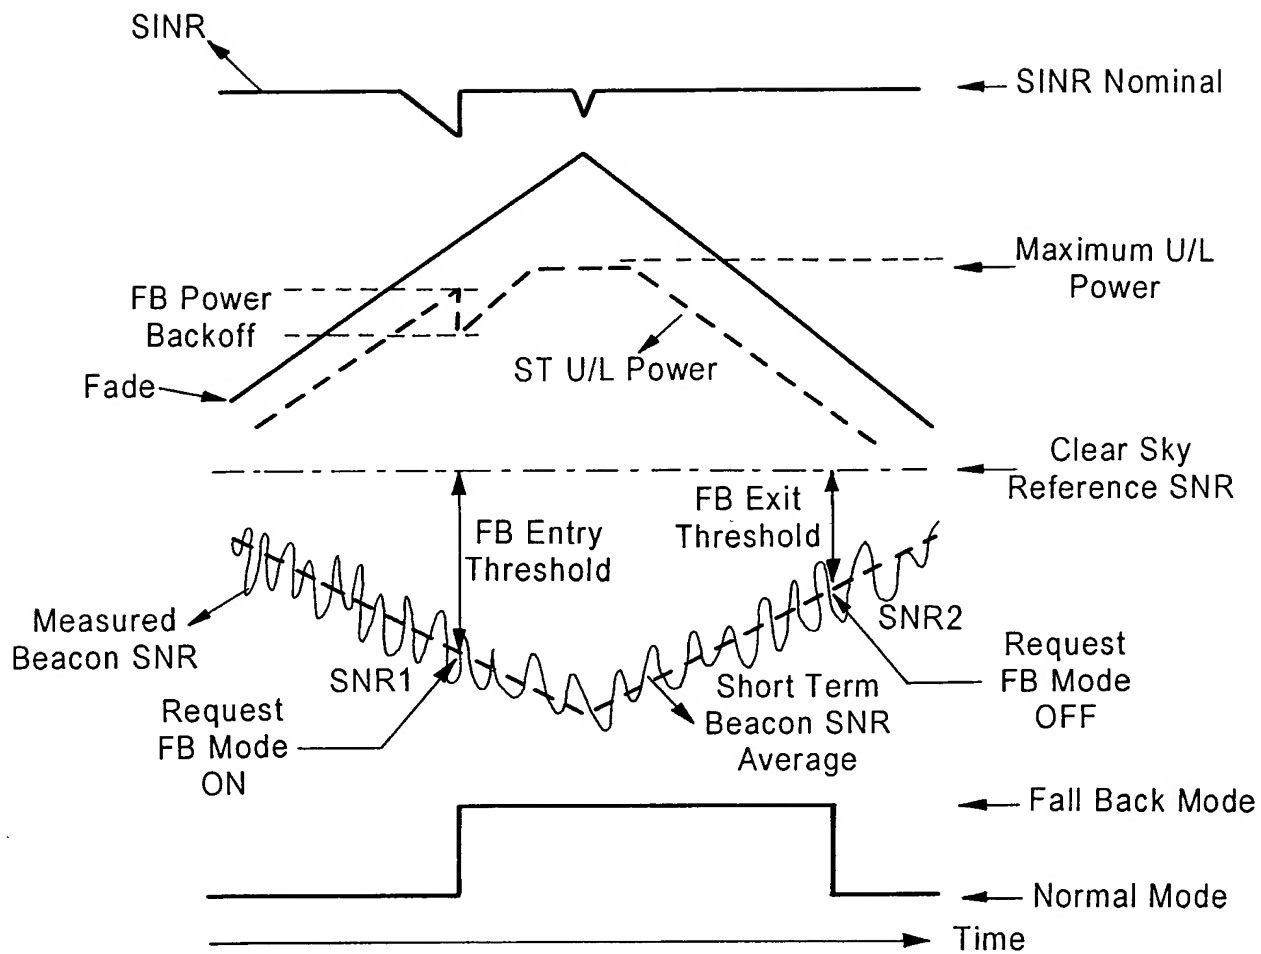 SINR
SINR Nominal
Maximum U/L
Power
FB Power
Backoff
ST U/L Power
Fade
Clear Sky
Reference SNR
FB Exit
Threshold
FB Entry
Threshold
Measured
Beacon SNR
SNR1
SNR2
Request
FB Mode
OFF
Short Term
Beacon SNR
Average
Request
FB Mode
ON
Fall Back Mode
Normal Mode
Time